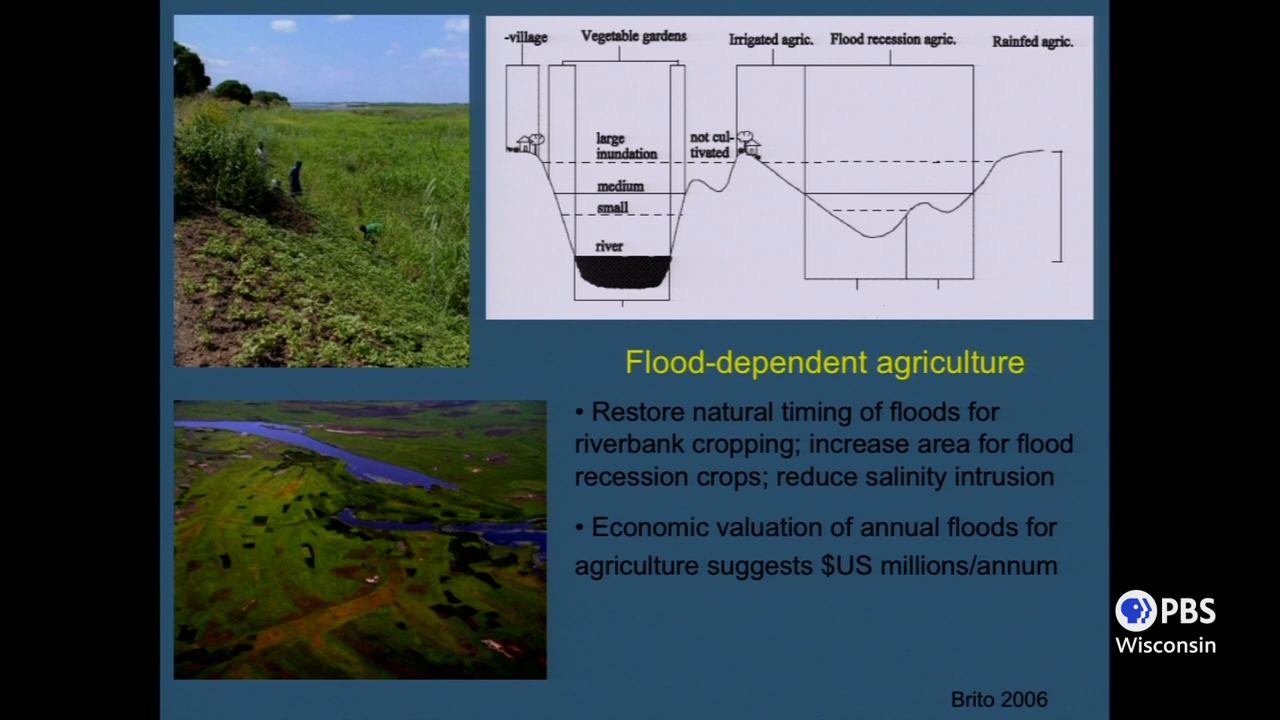 -village
Vegetable gardens
Irrigated agric.
Flood recession agric.
Rainfed agric.
large
inundation
not cul-
tivated
medium
small
river
Flood-dependent agriculture
• Restore natural timing of floods for
riverbank cropping; increase area for flood
recession crops; reduce salinity intrusion
• Economic valuation of annual floods for
agriculture suggests $US millions/annum
PBS
Wisconsin
Brito 2006